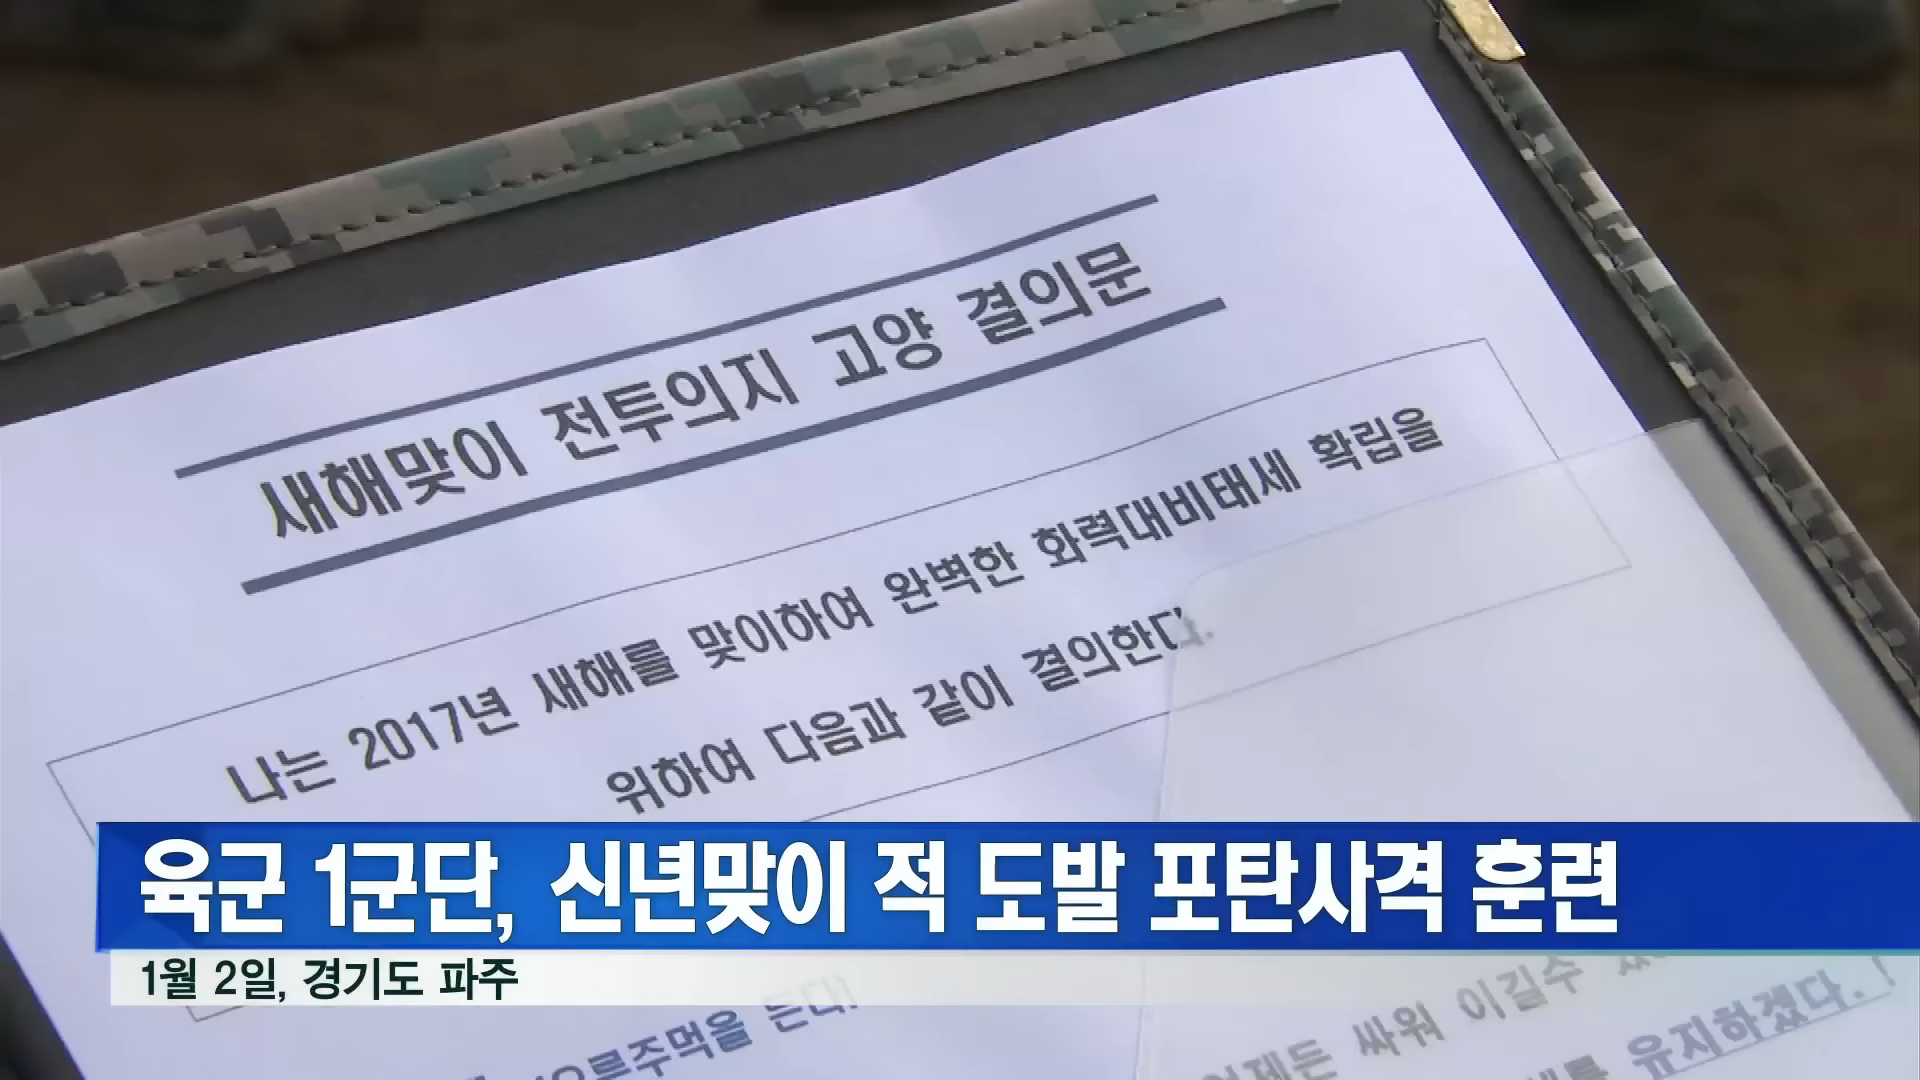 새해맞이 전투의지 고양 결의문
나는 2017년 새해를 맞이하여 완벽한 화력대비태세 확립을
위하여 다음과 같이 결의한다.
육군 1군단, 신년맞이 적 도발 포탄사격 훈련
1월 2일, 경기도 파주
싸워 이길수
유지하겠다.!